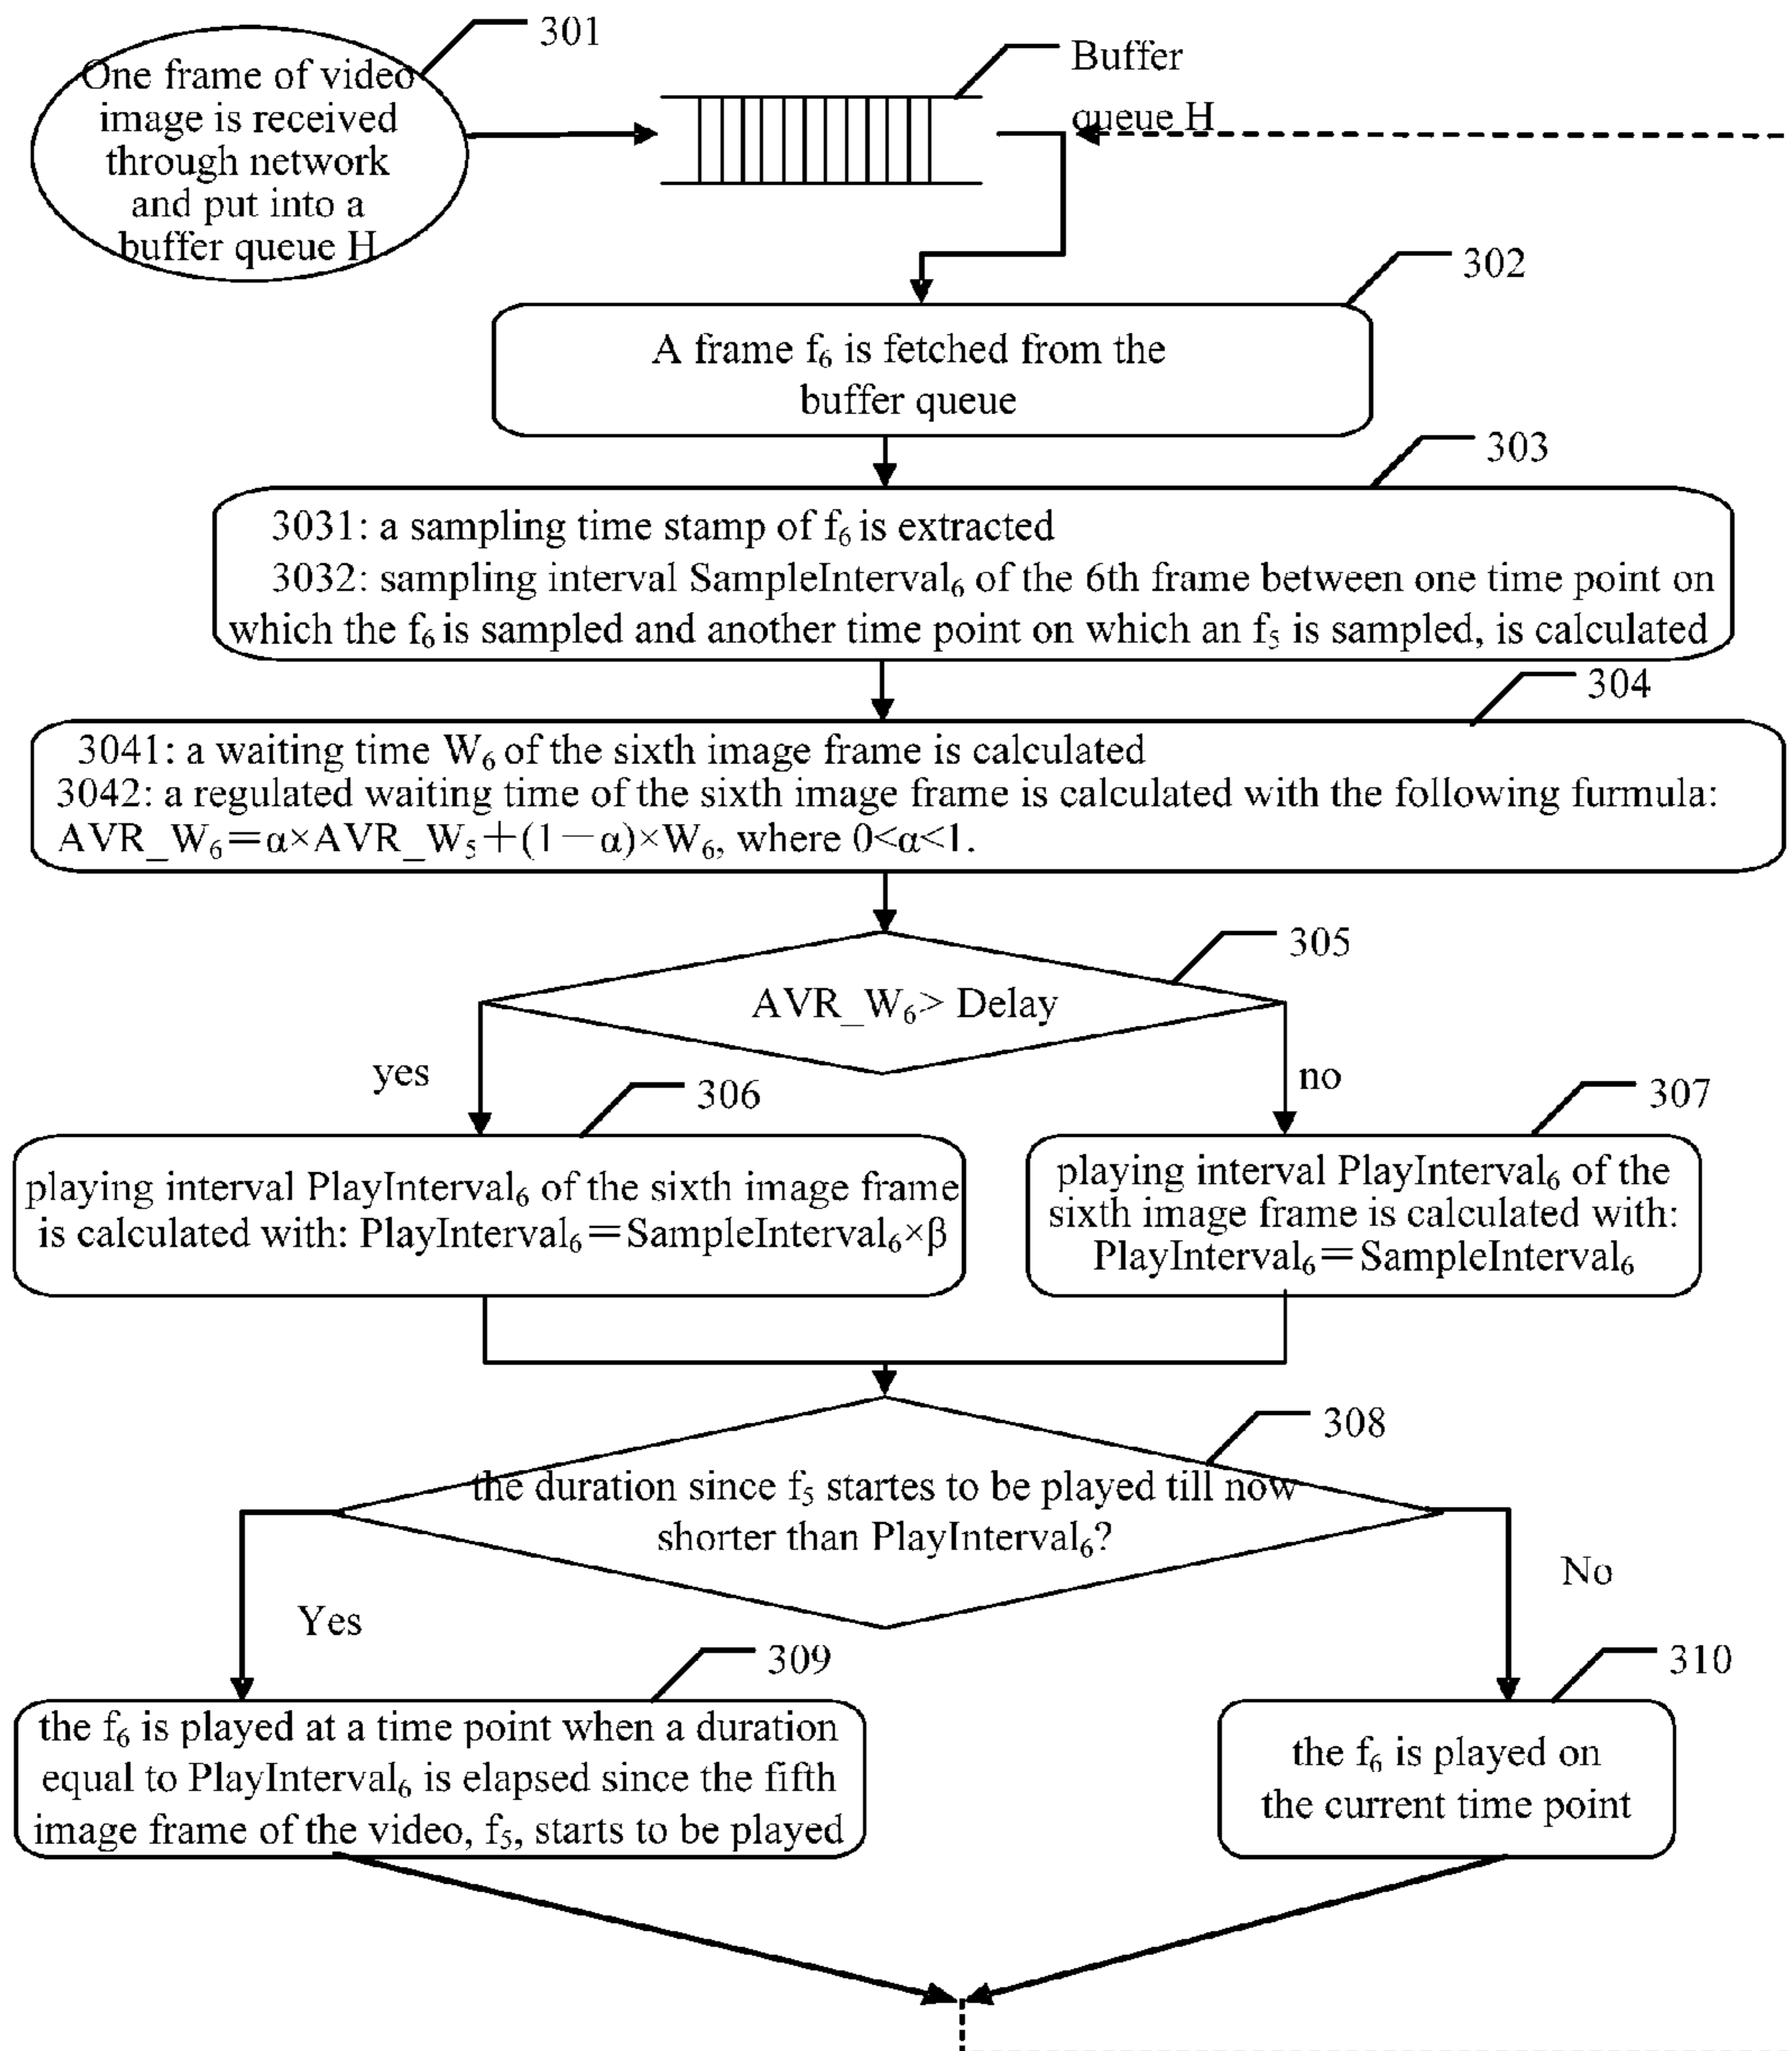 301
One frame of video
image is received
through network
and put into a
buffer queue H
Buffer
queue H
302
A frame f₆ is fetched from the
buffer queue
303
3031: a sampling time stamp of f₆ is extracted
3032: sampling interval SampleInterval₆ of the 6th frame between one time point on
which the f₆ is sampled and another time point on which an f₅ is sampled, is calculated
304
3041: a waiting time W₆ of the sixth image frame is calculated
3042: a regulated waiting time of the sixth image frame is calculated with the following furmula:
AVR_W₆=α×AVR_W₅+(1−α)×W₆, where 0<α<1.
305
AVR_W₆> Delay
yes
no
306
playing interval PlayInterval₆ of the sixth image frame
is calculated with: PlayInterval₆=SampleInterval₆×β
307
playing interval PlayInterval₆ of the
sixth image frame is calculated with:
PlayInterval₆=SampleInterval₆
308
the duration since f₅ startes to be played till now
shorter than PlayInterval₆?
Yes
No
309
the f₆ is played at a time point when a duration
equal to PlayInterval₆ is elapsed since the fifth
image frame of the video, f₅, starts to be played
310
the f₆ is played on
the current time point